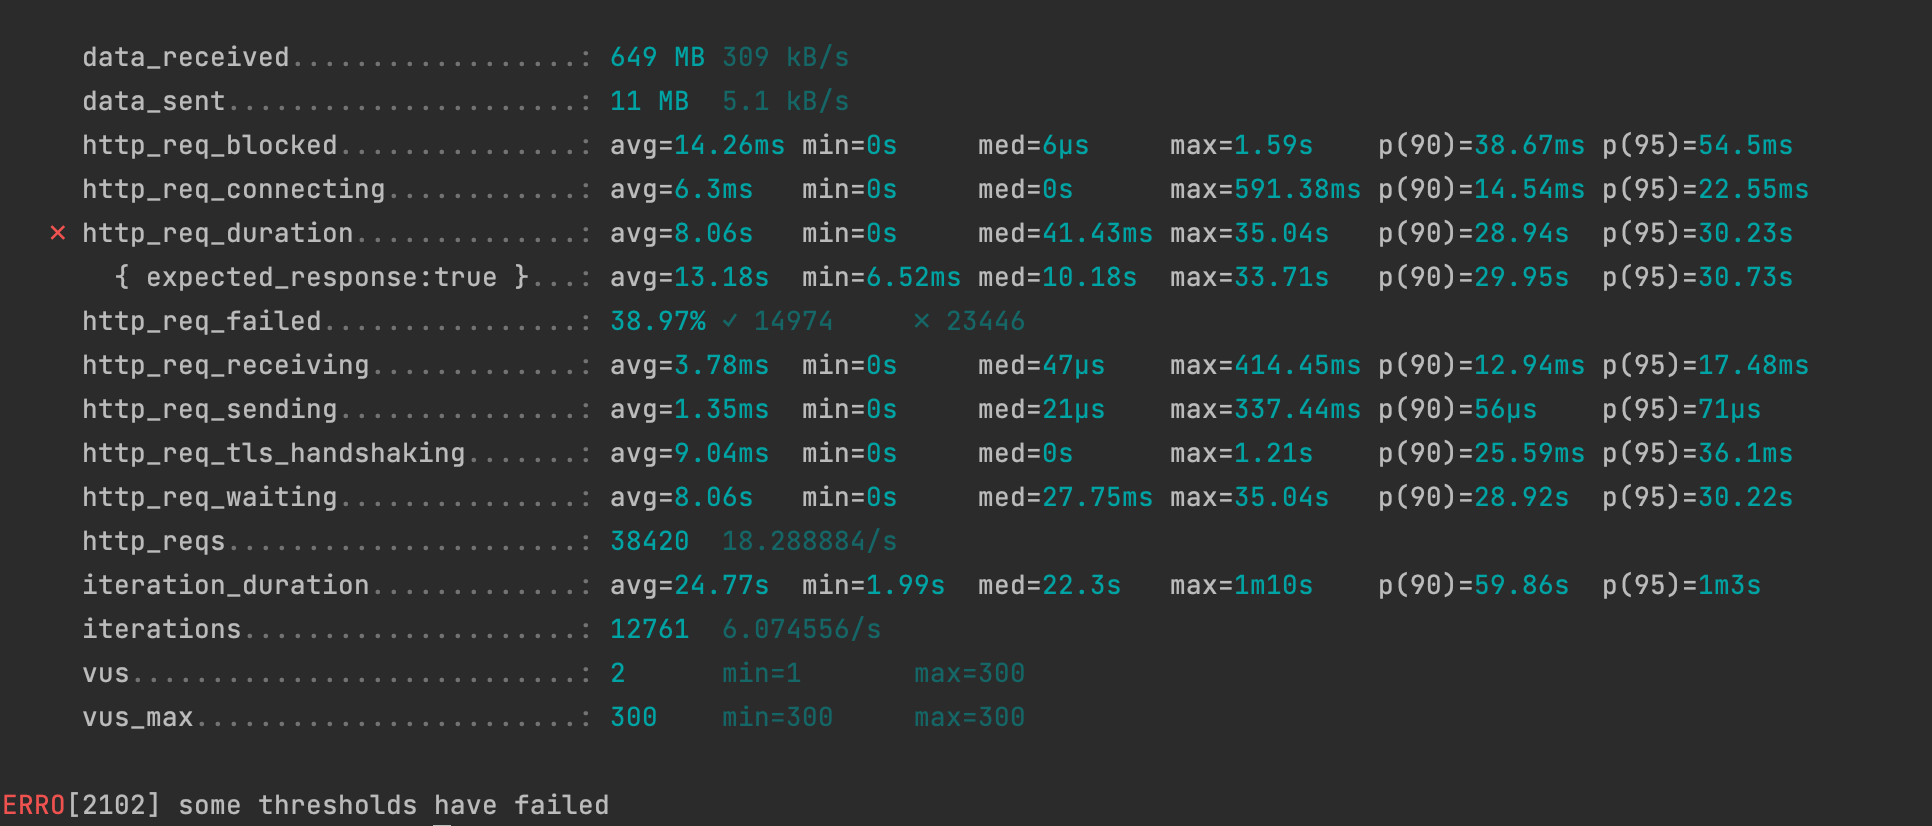 data_received..................: 649 MB 309 kB/s
data_sent......................: 11 MB  5.1 kB/s
http_req_blocked...............: avg=14.26ms min=0s     med=6µs     max=1.59s    p(90)=38.67ms p(95)=54.5ms
http_req_connecting............: avg=6.3ms   min=0s     med=0s      max=591.38ms p(90)=14.54ms p(95)=22.55ms
✗ http_req_duration..............: avg=8.06s   min=0s     med=41.43ms max=35.04s   p(90)=28.94s  p(95)=30.23s
{ expected_response:true }...: avg=13.18s  min=6.52ms med=10.18s  max=33.71s   p(90)=29.95s  p(95)=30.73s
http_req_failed................: 38.97% ✓ 14974     ✗ 23446
http_req_receiving.............: avg=3.78ms  min=0s     med=47µs    max=414.45ms p(90)=12.94ms p(95)=17.48ms
http_req_sending...............: avg=1.35ms  min=0s     med=21µs    max=337.44ms p(90)=56µs    p(95)=71µs
http_req_tls_handshaking.......: avg=9.04ms  min=0s     med=0s      max=1.21s    p(90)=25.59ms p(95)=36.1ms
http_req_waiting...............: avg=8.06s   min=0s     med=27.75ms max=35.04s   p(90)=28.92s  p(95)=30.22s
http_reqs......................: 38420  18.288884/s
iteration_duration.............: avg=24.77s  min=1.99s  med=22.3s   max=1m10s    p(90)=59.86s  p(95)=1m3s
iterations.....................: 12761  6.074556/s
vus............................: 2      min=1       max=300
vus_max........................: 300    min=300     max=300
ERRO[2102] some thresholds have failed